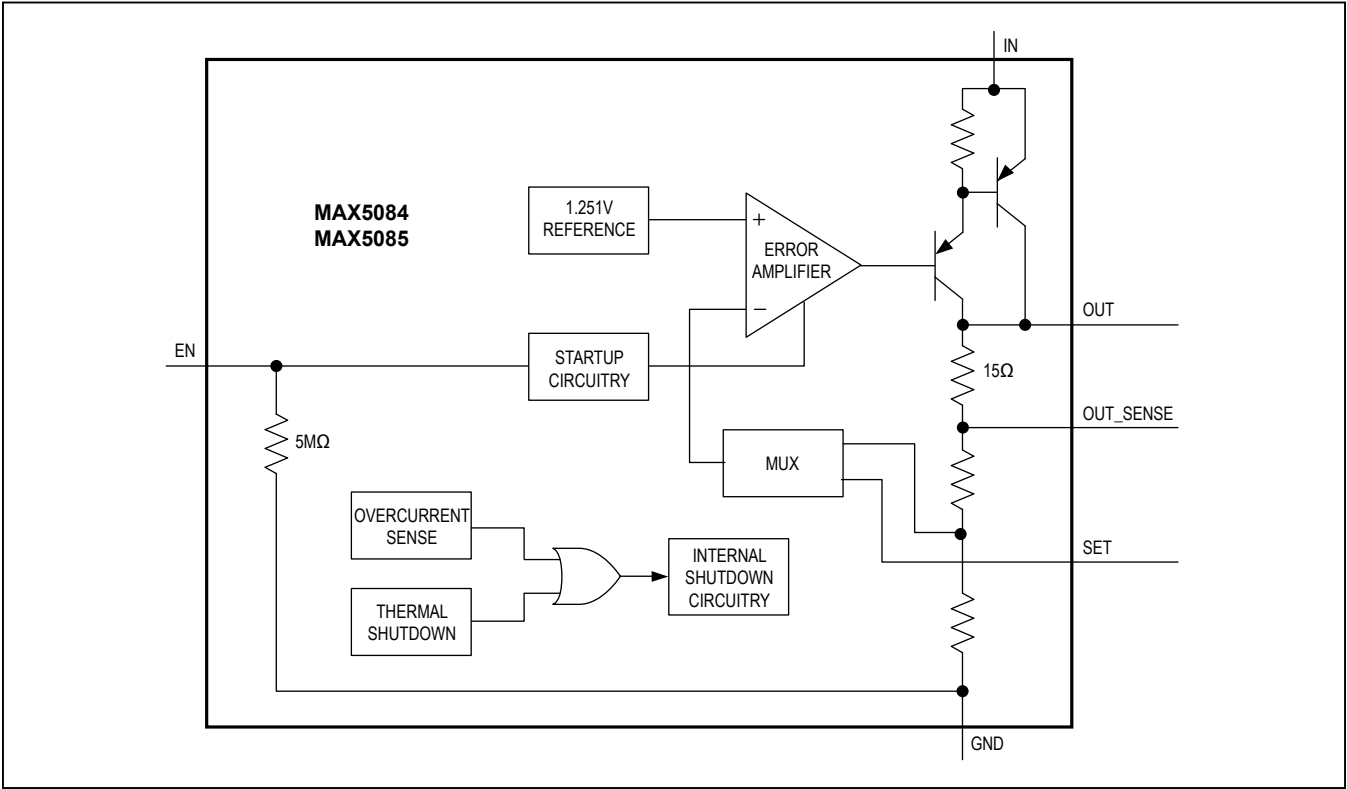 IN
MAX5084
MAX5085
1.251V
REFERENCE
+
ERROR
AMPLIFIER
−
OUT
EN
STARTUP
CIRCUITRY
15Ω
OUT_SENSE
5MΩ
MUX
OVERCURRENT
SENSE
INTERNAL
SHUTDOWN
CIRCUITRY
SET
THERMAL
SHUTDOWN
GND